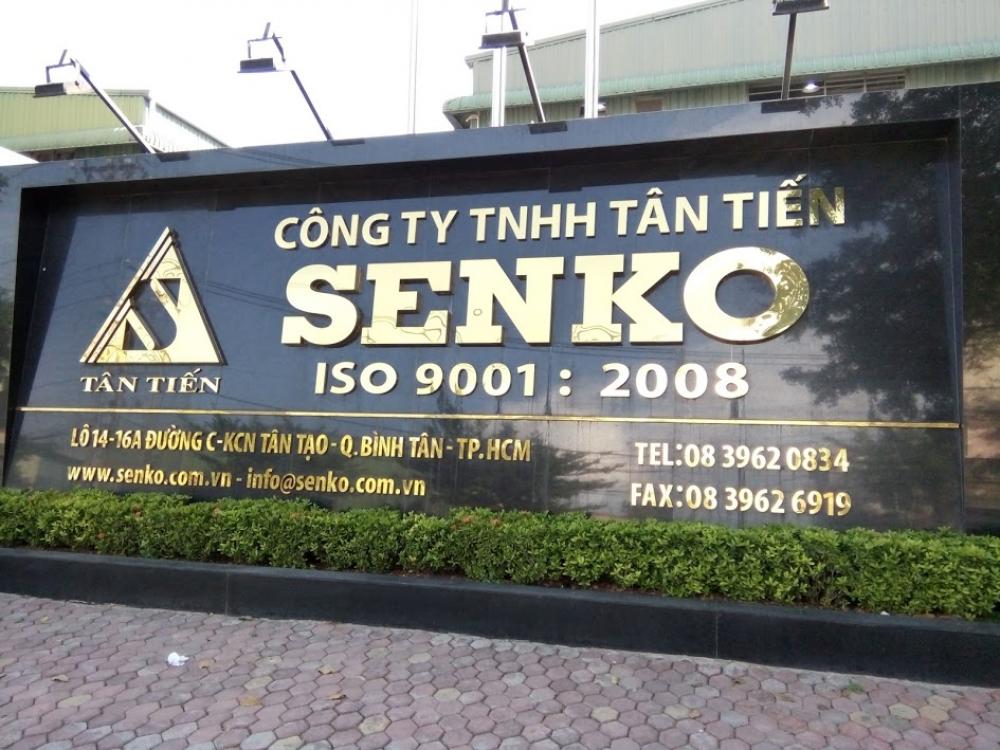 CÔNG TY TNHH TÂN TIẾN
SENKO
ISO 9001 : 2008
TÂN TIẾN
LÔ 14-16A ĐƯỜNG C-KCN TÂN TẠO - Q. BÌNH TÂN - TP.HCM
www.senko.com.vn - info@senko.com.vn
TEL: 08 3962 0834
FAX: 08 3962 6919